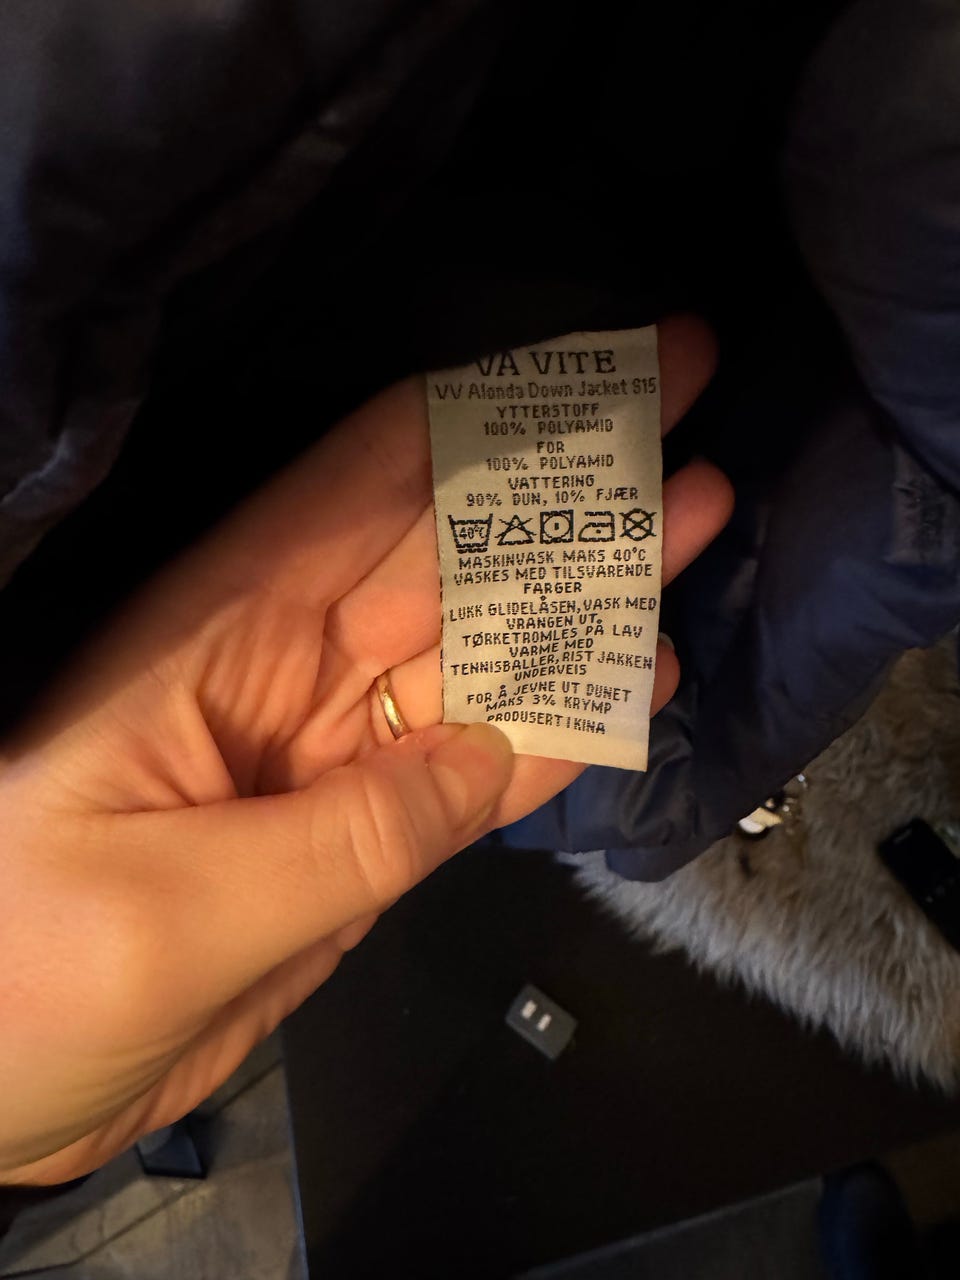 VA VITE
VV Alonda Down Jacket S15
YTTERSTOFF
100% POLYAMID
FOR
100% POLYAMID
VATTERING
90% DUN, 10% FJÆR
40°C
MASKINVASK MAKS 40°C
VASKES MED TILSVARENDE
FARGER
LUKK GLIDELÅSEN, VASK MED
VRANGEN UT.
TØRKETROMLES PÅ LAV
VARME MED
TENNISBALLER, RIST JAKKEN
UNDERVEIS
FOR Å JEVNE UT DUNET
MAKS 3% KRYMP
PRODUSERT I KINA